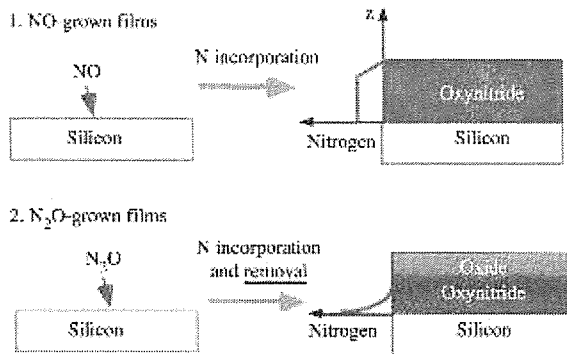 1. NO-grown films
z
NO
N incorporation
Oxynitride
Silicon
Nitrogen
Silicon
2. N₂O-grown films
N₂O
N incorporation
and removal
Oxide
Oxynitride
Silicon
Nitrogen
Silicon